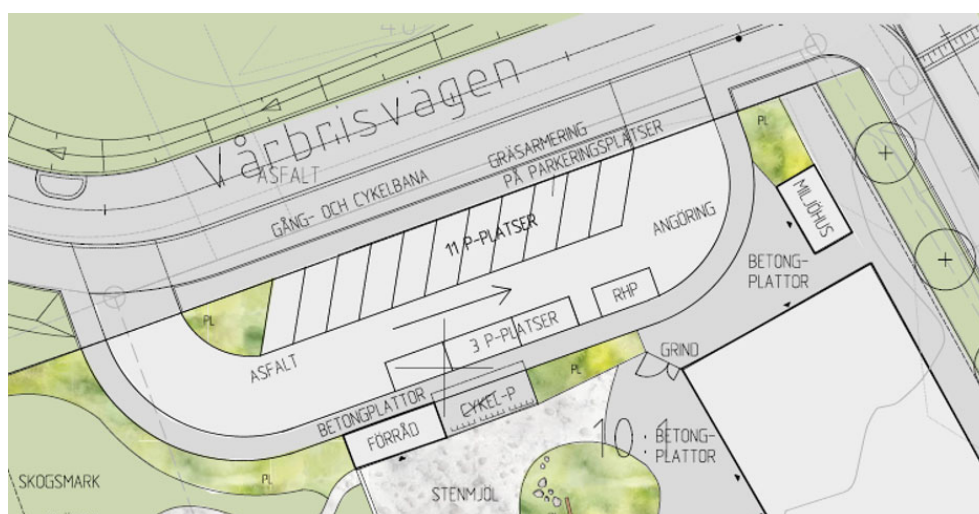 Vårbrisvägen
ASFALT
GRÄSARMERING
PÅ PARKERINGSPLATSER
GÅNG- OCH CYKELBANA
PL
MILJÖHUS
11 P-PLATSER
ANGÖRING
BETONG-
PLATTOR
RHP
PL
3 P-PLATSER
GRIND
ASFALT
PL
BETONGPLATTOR
CYKEL-P
FÖRRÅD
10:1
BETONG-
PLATTOR
SKOGSMARK
PL
STENMJÖL